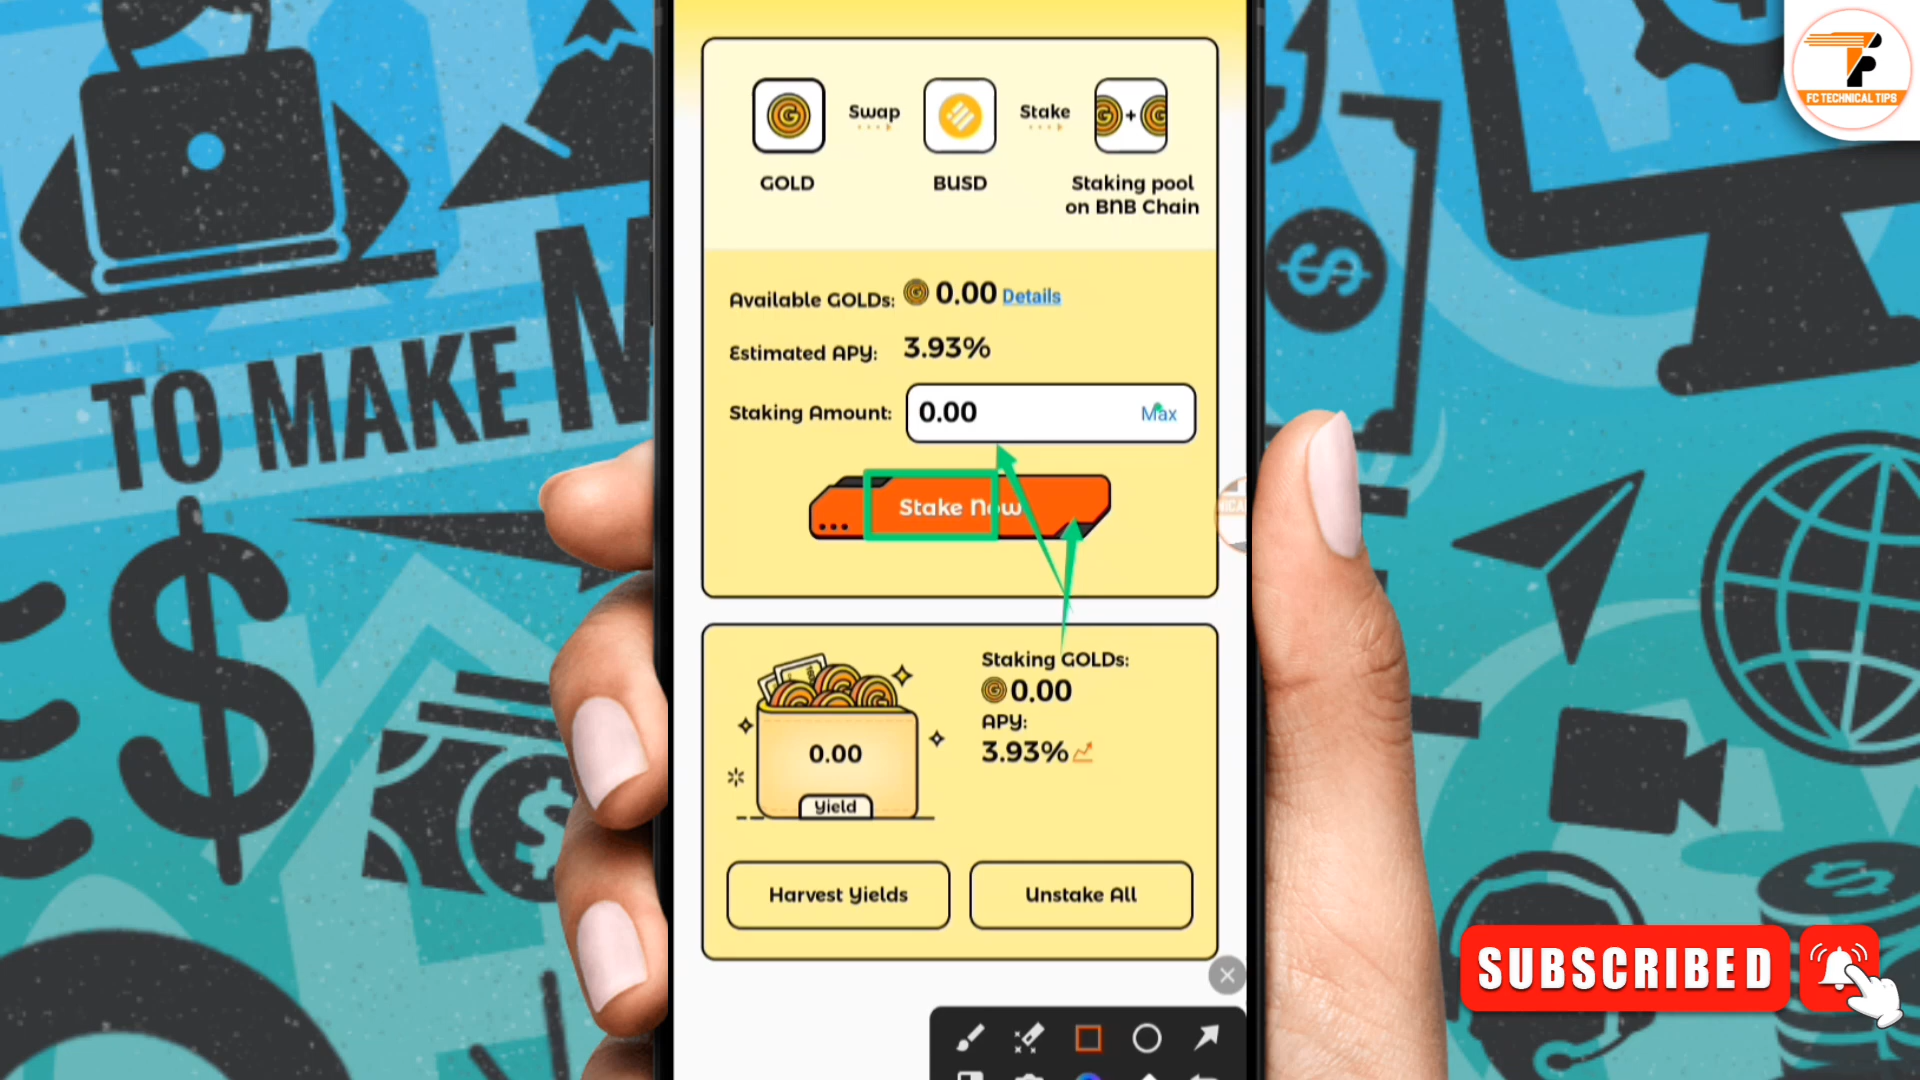 FC TECHNICAL TIPS
TO MAKE
Swap
Stake
GOLD
BUSD
Staking pool
on BNB Chain
Available GOLDs: 0.00 Details
Estimated APY: 3.93%
Staking Amount: 0.00 Max
Stake Now
Staking GOLDs:
0.00
APY:
3.93%
0.00
Yield
Harvest Yields
Unstake All
SUBSCRIBED